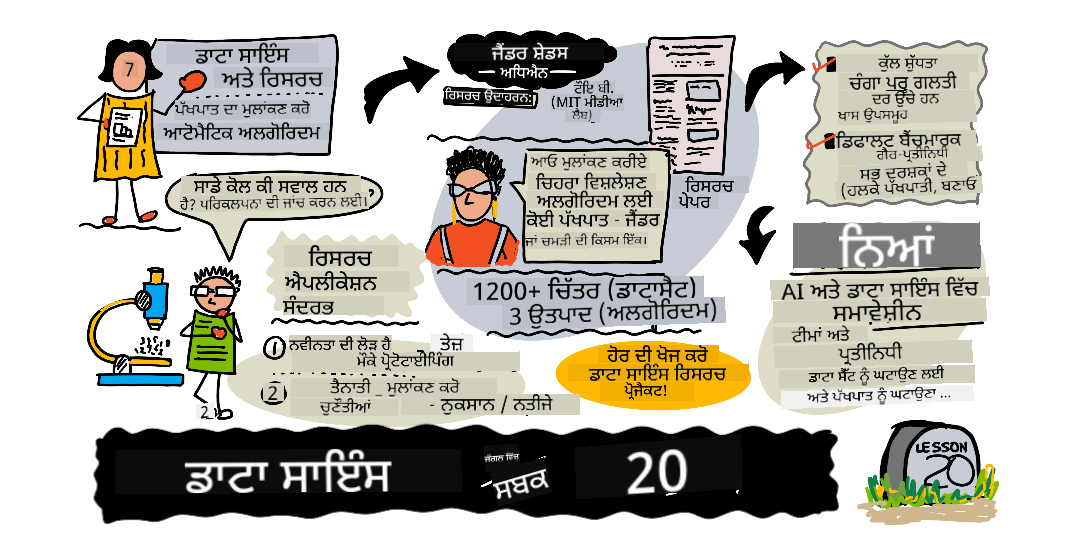 7
ਡਾਟਾ ਸਾਇੰਸ
ਅਤੇ ਰਿਸਰਚ
ਪੱਖਪਾਤ ਦਾ ਮੁਲਾਂਕਣ ਕਰੋ
ਆਟੋਮੈਟਿਕ ਅਲਗੋਰਿਦਮ
ਸਾਡੇ ਕੋਲ ਕੀ ਸਵਾਲ ਹਨ ?
ਹੈ? ਪਰਿਕਲਪਨਾ ਦੀ ਜਾਂਚ ਕਰਨ ਲਈ।
ਰਿਸਰਚ
ਐਪਲੀਕੇਸ਼ਨ
ਸੰਦਰਭ
1 ਨਵੀਨਤਾ ਦੀ ਲੋੜ ਹੈ ਤੇਜ਼
ਮੌਕੇ ਪ੍ਰੋਟੋਟਾਈਪਿੰਗ
2 ਤੈਨਾਤੀ _ ਮੁਲਾਂਕਣ ਕਰੋ
ਚੁਣੌਤੀਆਂ - ਨੁਕਸਾਨ / ਨਤੀਜੇ
2
ਜੈਂਡਰ ਸ਼ੇਡਸ
ਅਧਿਐਨ
ਰਿਸਰਚ ਉਦਾਹਰਨ:
ਟੌਇ ਬੀ.
(MIT ਮੀਡੀਆ
ਲੈਬ)
ਆਓ ਮੁਲਾਂਕਣ ਕਰੀਏ
ਚਿਹਰਾ ਵਿਸ਼ਲੇਸ਼ਣ
ਅਲਗੋਰਿਦਮ ਲਈ
ਕੋਈ ਪੱਖਪਾਤ - ਜੈਂਡਰ
ਜਾਂ ਚਮੜੀ ਦੀ ਕਿਸਮ ਇੱਕ।
ਰਿਸਰਚ
ਪੇਪਰ
1200+ ਚਿੱਤਰ (ਡਾਟਾਸੈਟ)
3 ਉਤਪਾਦ (ਅਲਗੋਰਿਦਮ)
ਹੋਰ ਦੀ ਖੋਜ ਕਰੋ
ਡਾਟਾ ਸਾਇੰਸ ਰਿਸਰਚ
ਪ੍ਰੋਜੈਕਟ!
ਕੁੱਲ ਸ਼ੁੱਧਤਾ
ਚੰਗਾ ਪਰੂ ਗਲਤੀ
ਦਰ ਉੱਚੇ ਹਨ
ਖਾਸ ਉਪਸਮੂਹ
ਡਿਫਾਲਟ ਬੈਂਚਮਾਰਕ
ਗੈਰ-ਪ੍ਰਤੀਨਿਧੀ
ਸਭ ਦਰਸ਼ਕਾਂ ਦੇ
(ਹਲਕੇ ਪੱਖਪਾਤੀ, ਬਣਾਓ
ਨਿਆਂ
AI ਅਤੇ ਡਾਟਾ ਸਾਇੰਸ ਵਿੱਚ
ਸਮਾਵੇਸ਼ੀਨ
ਟੀਮਾਂ ਅਤੇ
ਪ੍ਰਤੀਨਿਧੀ
ਡਾਟਾ ਸੈੱਟ ਨੂੰ ਘਟਾਉਣ ਲਈ
ਅਤੇ ਪੱਖਪਾਤ ਨੂੰ ਘਟਾਉਣਾ ...
ਡਾਟਾ ਸਾਇੰਸ
ਜੰਗਲ ਵਿੱਚ
ਸਬਕ
20
LESSON
20